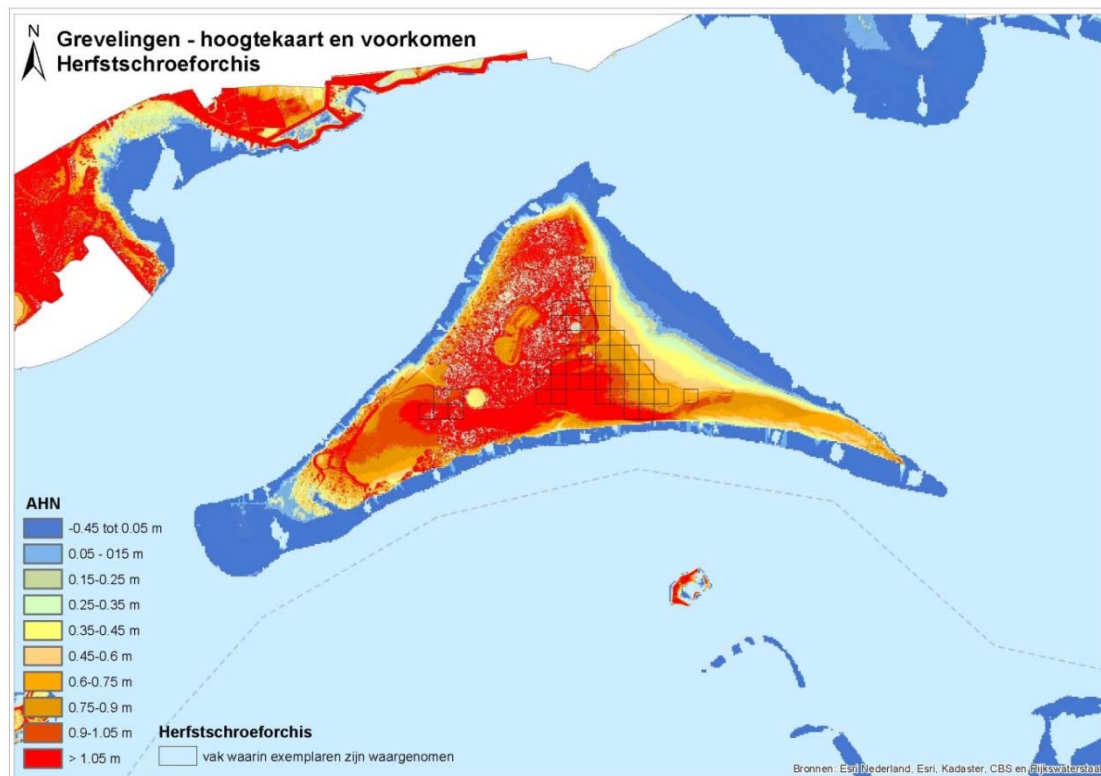 N
Grevelingen - hoogtekaart en voorkomen
Herfstschroeforchis
AHN
-0.45 tot 0.05 m
0.05 - 015 m
0.15-0.25 m
0.25-0.35 m
0.35-0.45 m
0.45-0.6 m
0.6-0.75 m
0.75-0.9 m
0.9-1.05 m
> 1.05 m
Herfstschroeforchis
vak waarin exemplaren zijn waargenomen
Bronnen: Esri Nederland, Esri, Kadaster, CBS en Rijkswaterstaat